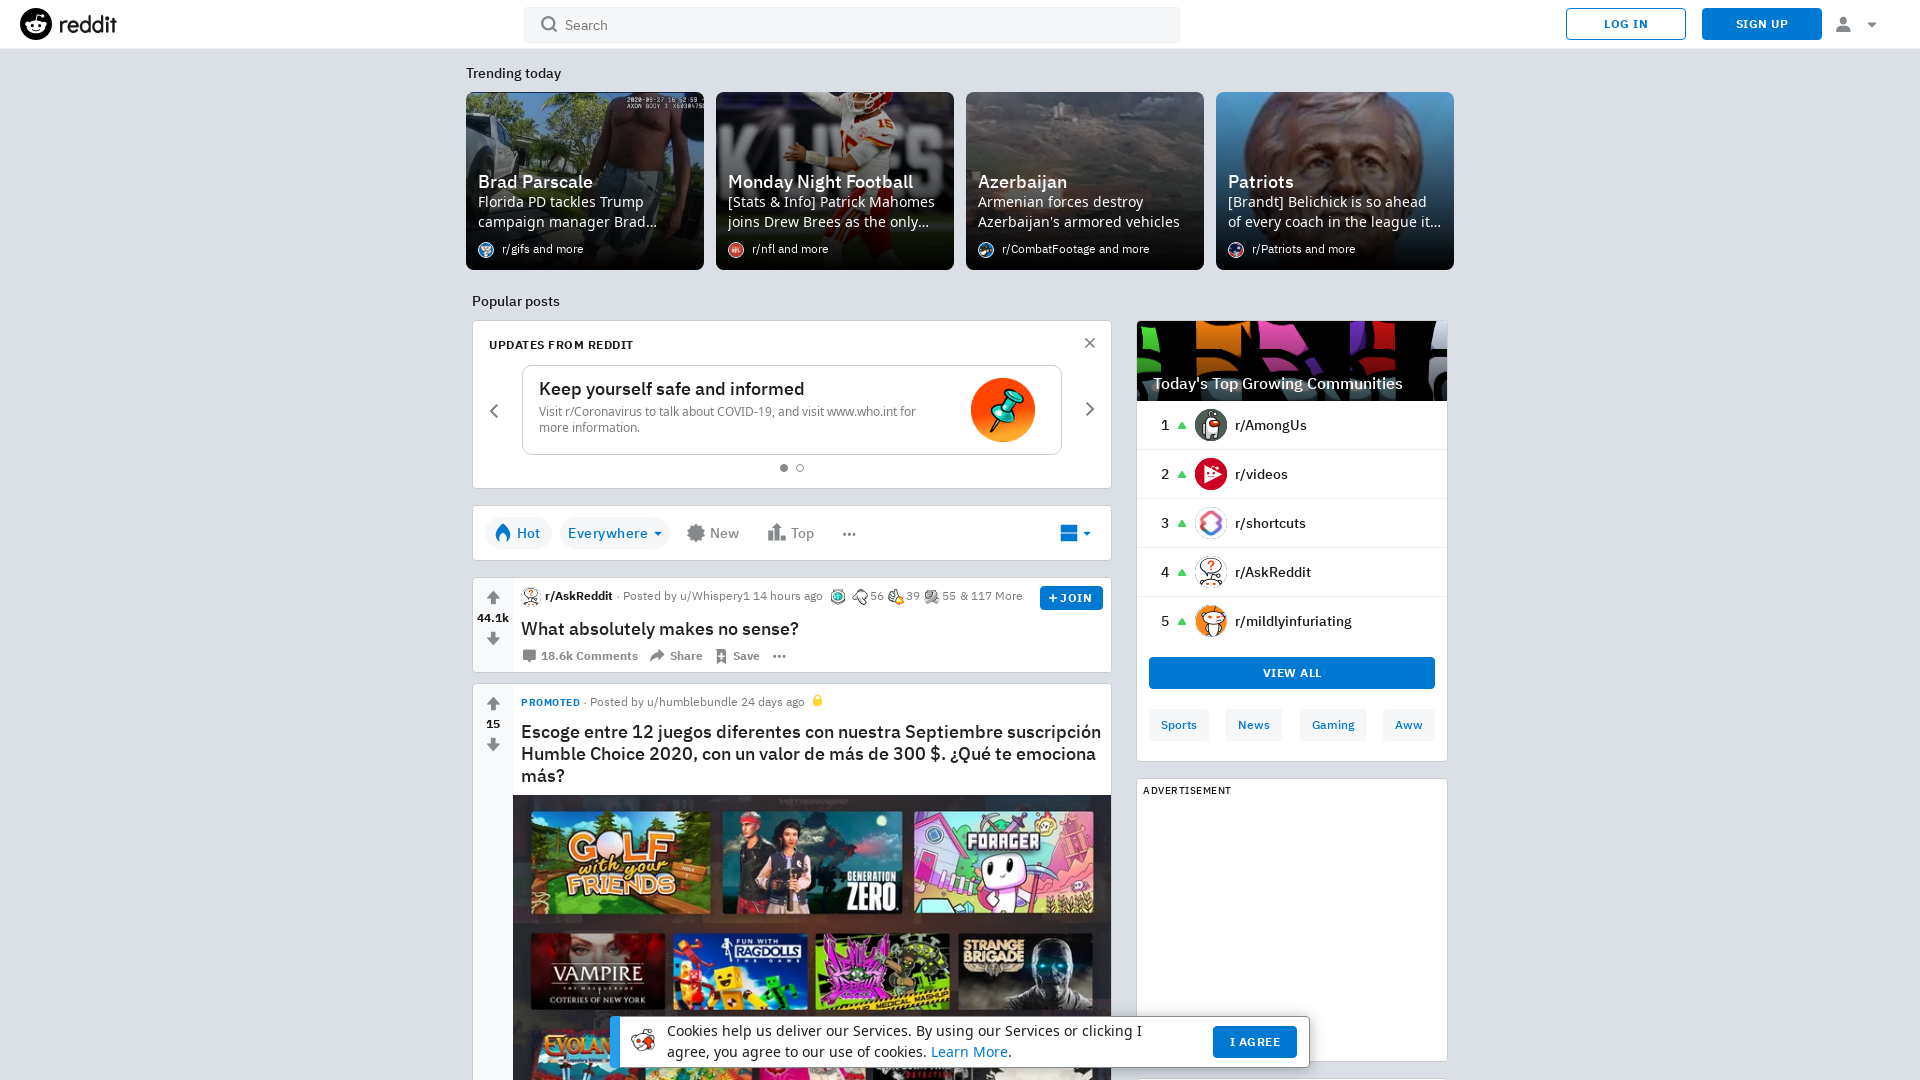 reddit
Search
LOG IN
SIGN UP
Trending today
2020-09-27 16:52:59
AXON BODY 3
Brad Parscale
Florida PD tackles Trump
campaign manager Brad...
r/gifs and more
15
Monday Night Football
[Stats & Info] Patrick Mahomes
joins Drew Brees as the only...
r/nfl and more
Azerbaijan
Armenian forces destroy
Azerbaijan's armored vehicles
r/CombatFootage and more
Patriots
[Brandt] Belichick is so ahead
of every coach in the league it...
r/Patriots and more
Popular posts
UPDATES FROM REDDIT
Keep yourself safe and informed
Visit r/Coronavirus to talk about COVID-19, and visit www.who.int for
more information.
Hot
Everywhere
New
Top
44.1k
r/AskReddit · Posted by u/Whispery1 14 hours ago 56 39 55 & 117 More
+ JOIN
What absolutely makes no sense?
18.6k Comments
Share
Save
15
PROMOTED · Posted by u/humblebundle 24 days ago
Escoge entre 12 juegos diferentes con nuestra Septiembre suscripción
Humble Choice 2020, con un valor de más de 300 $. ¿Qué te emociona
más?
GOLF
with your
FRIENDS
GENERATION
ZERO
FORAGER
VAMPIRE
THE MASQUERADE
COTERIES OF NEW YORK
FUN WITH
RAGDOLLS
THE GAME
STRANGE
BRIGADE
Today's Top Growing Communities
1 r/AmongUs
2 r/videos
3 r/shortcuts
4 r/AskReddit
5 r/mildlyinfuriating
VIEW ALL
Sports
News
Gaming
Aww
ADVERTISEMENT
Cookies help us deliver our Services. By using our Services or clicking I
agree, you agree to our use of cookies. Learn More.
I AGREE